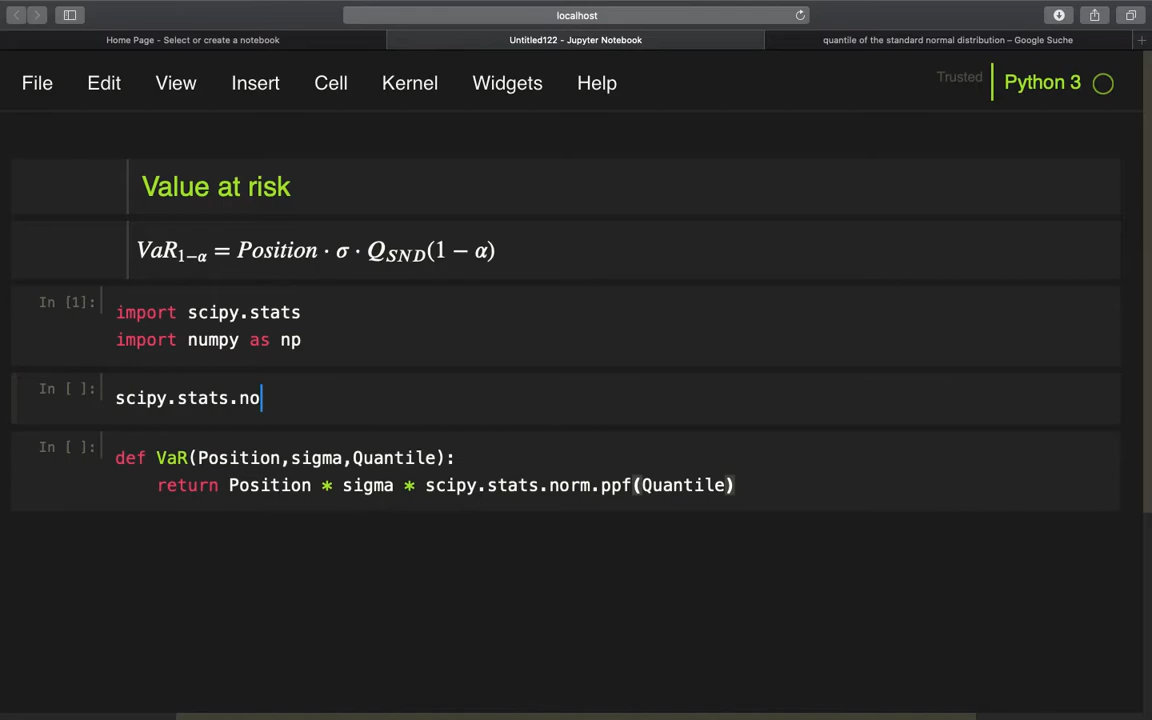 localhost
Home Page - Select or create a notebook
Untitled122 - Jupyter Notebook
quantile of the standard normal distribution – Google Suche
File Edit View Insert Cell Kernel Widgets Help
Trusted
Python 3
Value at risk
VaR₁₋α = Position · σ · Q_SND(1 − α)
In [1]:
import scipy.stats
import numpy as np
In [ ]:
scipy.stats.no
In [ ]:
def VaR(Position,sigma,Quantile):
return Position * sigma * scipy.stats.norm.ppf(Quantile)